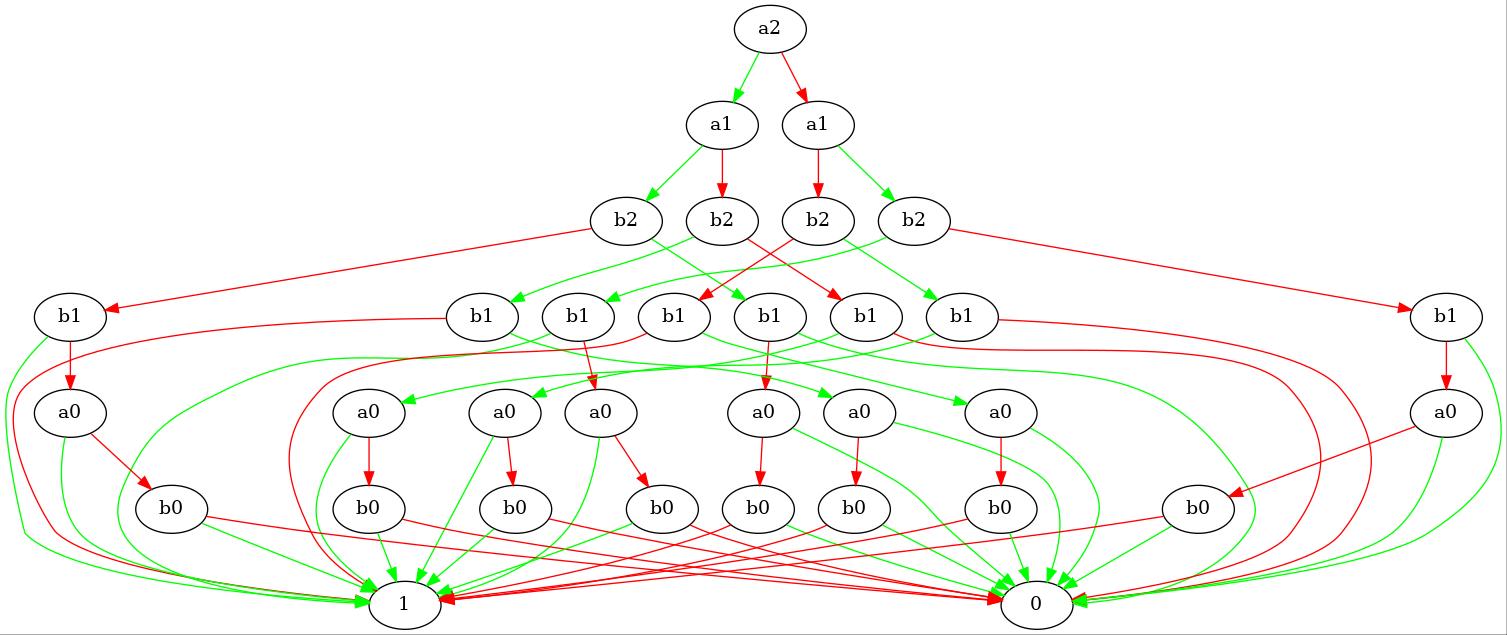 a2
a1 a1
b2 b2 b2 b2
b1 b1 b1 b1 b1 b1 b1 b1
a0 a0 a0 a0 a0 a0 a0 a0
b0 b0 b0 b0 b0 b0 b0 b0
1 0